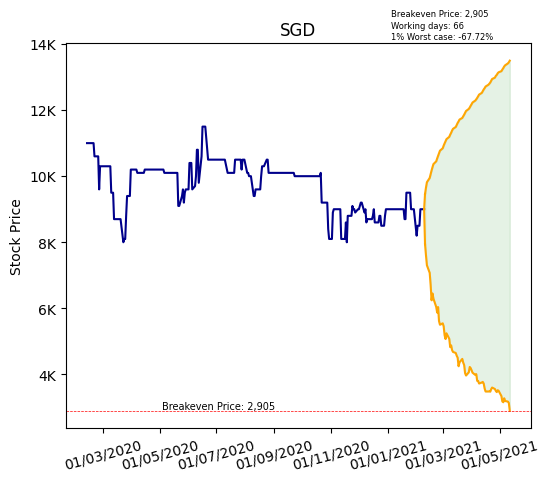 Breakeven Price: 2,905
Working days: 66
1% Worst case: -67.72%
SGD
14K
12K
10K
8K
6K
4K
Stock Price
Breakeven Price: 2,905
01/03/2020
01/05/2020
01/07/2020
01/09/2020
01/11/2020
01/01/2021
01/03/2021
01/05/2021